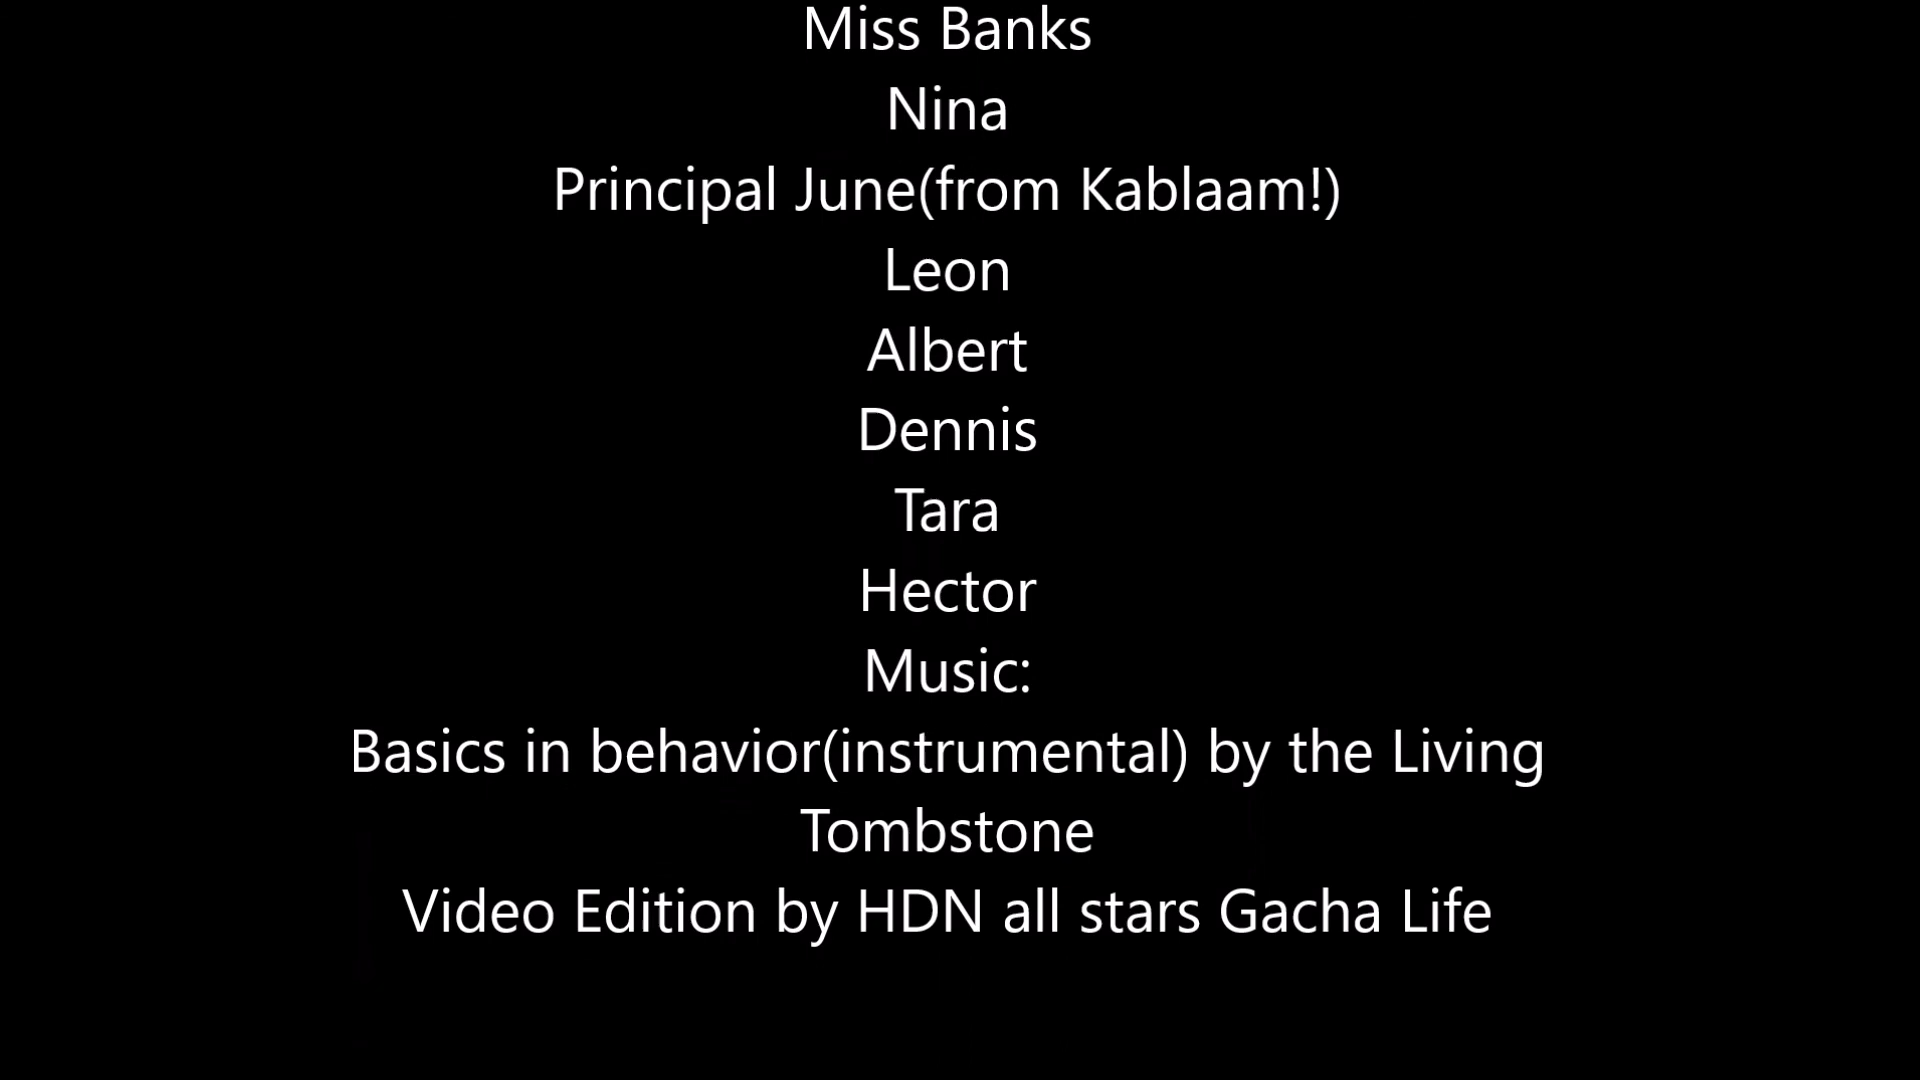 Miss Banks
Nina
Principal June(from Kablaam!)
Leon
Albert
Dennis
Tara
Hector
Music:
Basics in behavior(instrumental) by the Living
Tombstone
Video Edition by HDN all stars Gacha Life